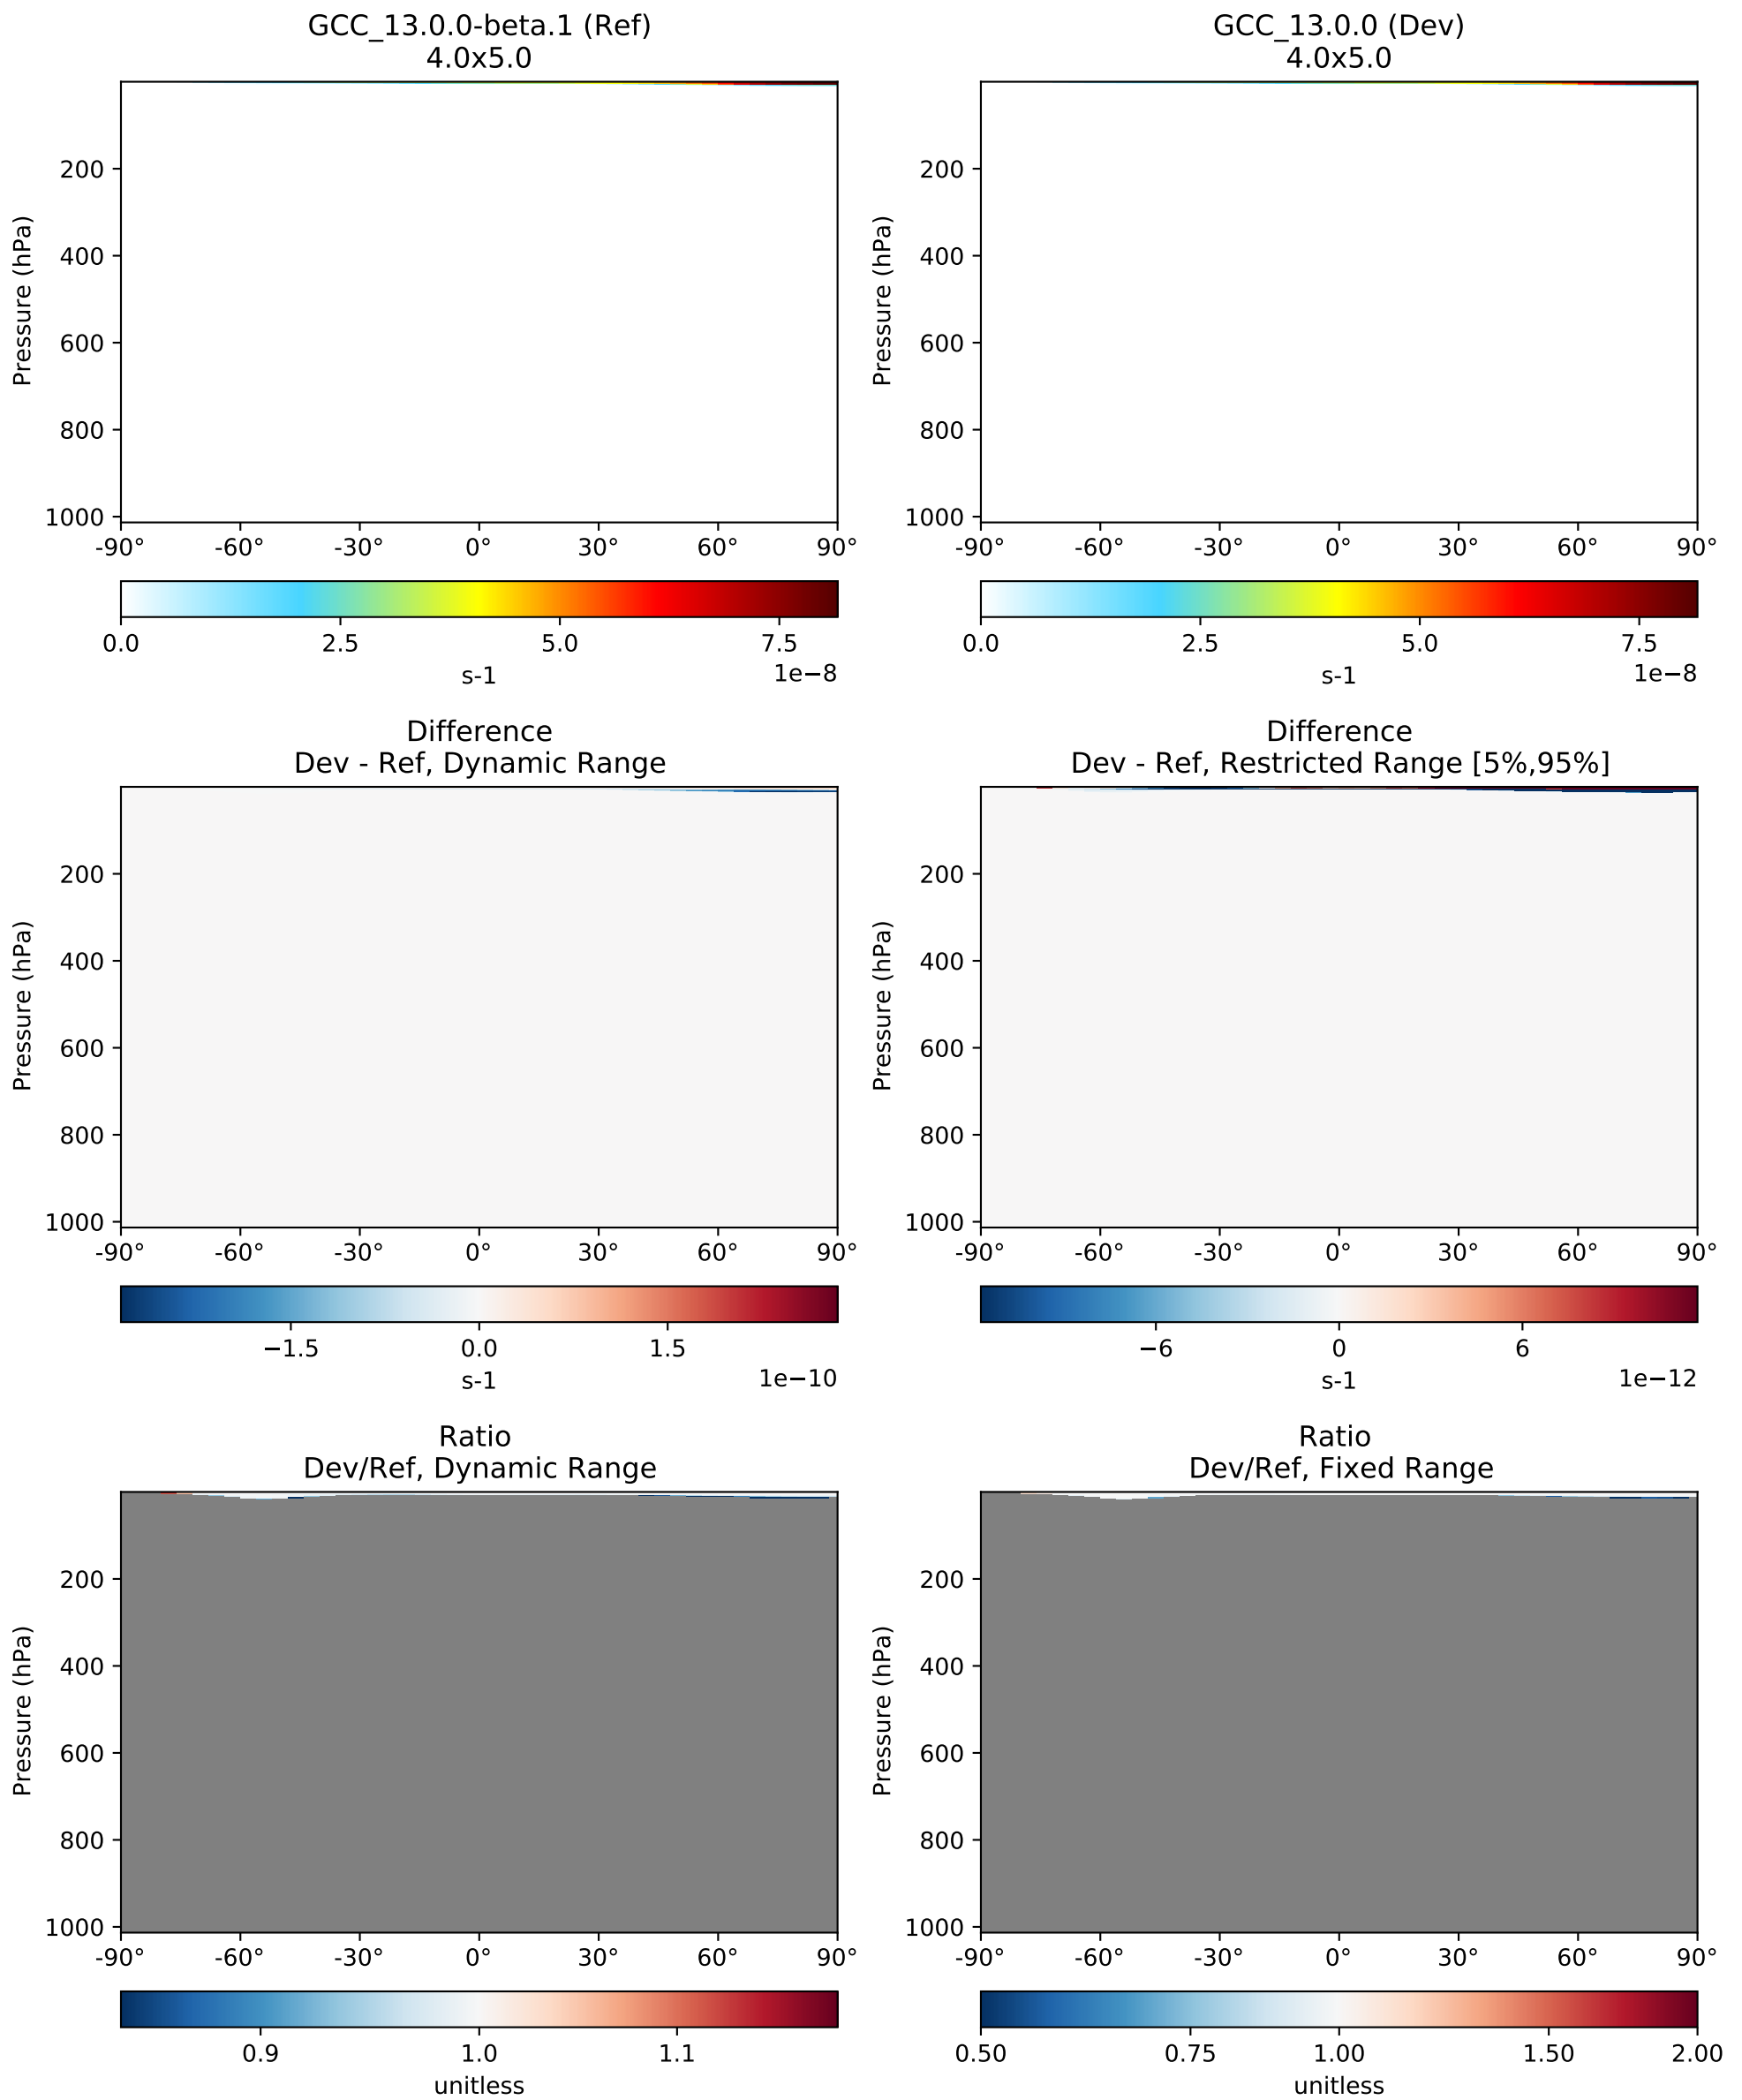 GCC_13.0.0-beta.1 (Ref)
4.0x5.0
Pressure (hPa)
200
400
600
800
1000
-90° -60° -30° 0° 30° 60° 90°
0.0 2.5 5.0 7.5
1e−8
s-1
GCC_13.0.0 (Dev)
4.0x5.0
Pressure (hPa)
200
400
600
800
1000
-90° -60° -30° 0° 30° 60° 90°
0.0 2.5 5.0 7.5
1e−8
s-1
Difference
Dev - Ref, Dynamic Range
Pressure (hPa)
200
400
600
800
1000
-90° -60° -30° 0° 30° 60° 90°
−1.5 0.0 1.5
1e−10
s-1
Difference
Dev - Ref, Restricted Range [5%,95%]
Pressure (hPa)
200
400
600
800
1000
-90° -60° -30° 0° 30° 60° 90°
−6 0 6
1e−12
s-1
Ratio
Dev/Ref, Dynamic Range
Pressure (hPa)
200
400
600
800
1000
-90° -60° -30° 0° 30° 60° 90°
0.9 1.0 1.1
unitless
Ratio
Dev/Ref, Fixed Range
Pressure (hPa)
200
400
600
800
1000
-90° -60° -30° 0° 30° 60° 90°
0.50 0.75 1.00 1.50 2.00
unitless